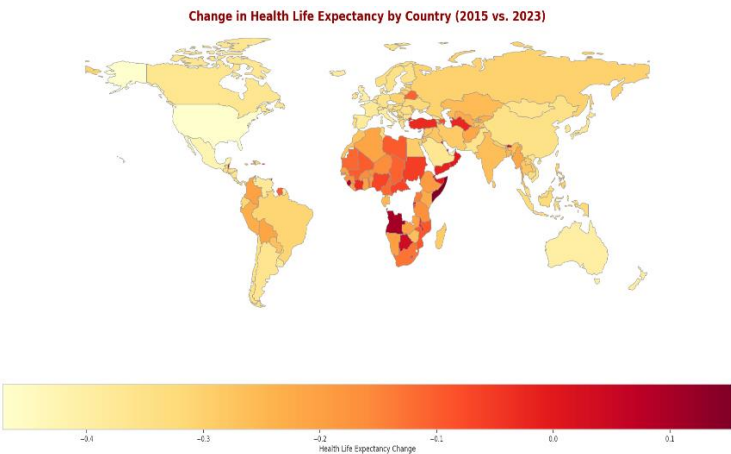 Change in Health Life Expectancy by Country (2015 vs. 2023)
−0.4 −0.3 −0.2 −0.1 0.0 0.1
Health Life Expectancy Change